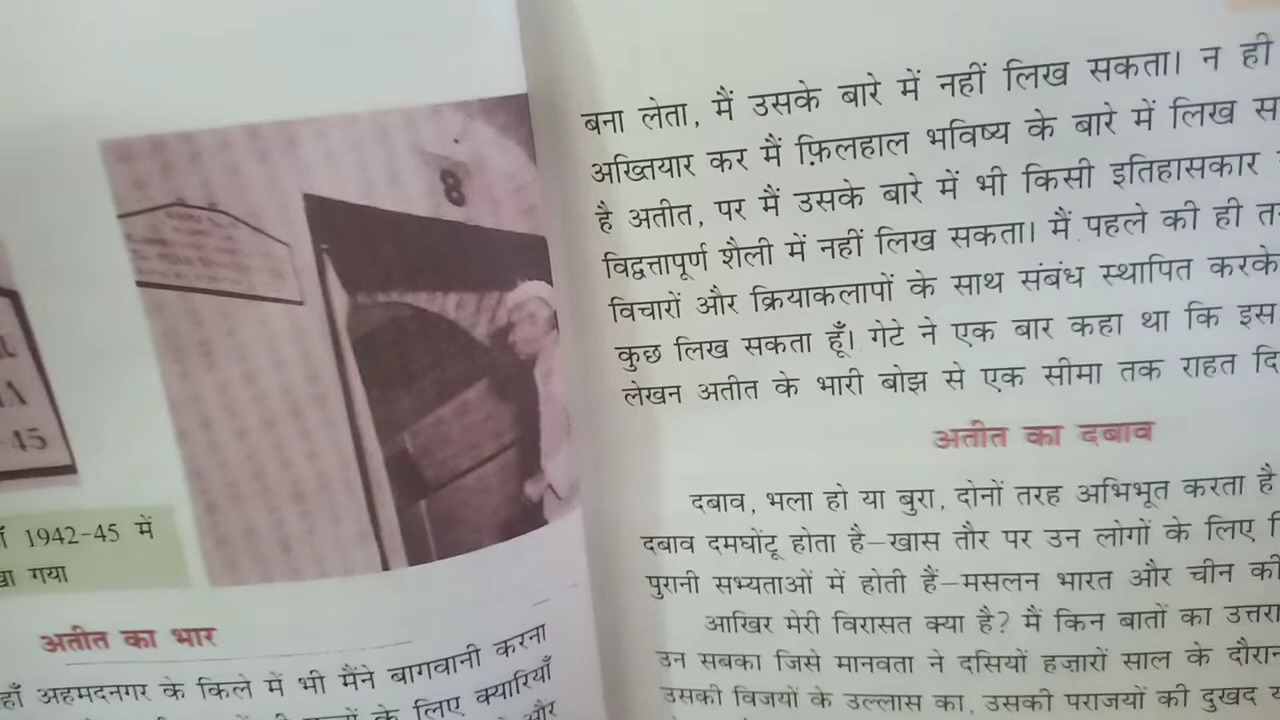 8
45
1942-45 में
गया
अतीत का भार
अहमदनगर के किले में भी मैंने बागवानी करना
के लिए क्यारियाँ
और
बना लेता, मैं उसके बारे में नहीं लिख सकता। न ही
अख्तियार कर मैं फ़िलहाल भविष्य के बारे में लिख
है अतीत, पर मैं उसके बारे में भी किसी इतिहासकार
विद्वत्तापूर्ण शैली में नहीं लिख सकता। मैं पहले की ही
विचारों और क्रियाकलापों के साथ संबंध स्थापित करके
कुछ लिख सकता हूँ। गेटे ने एक बार कहा था कि इस
लेखन अतीत के भारी बोझ से एक सीमा तक राहत
अतीत का दबाव
दबाव, भला हो या बुरा, दोनों तरह अभिभूत करता है
दबाव दमघोंटू होता है–खास तौर पर उन लोगों के लिए
पुरानी सभ्यताओं में होती हैं–मसलन भारत और चीन की
आखिर मेरी विरासत क्या है? मैं किन बातों का
उन सबका जिसे मानवता ने दसियों हज़ारों साल के दौरान
उसकी विजयों के उल्लास का, उसकी पराजयों की दुखद